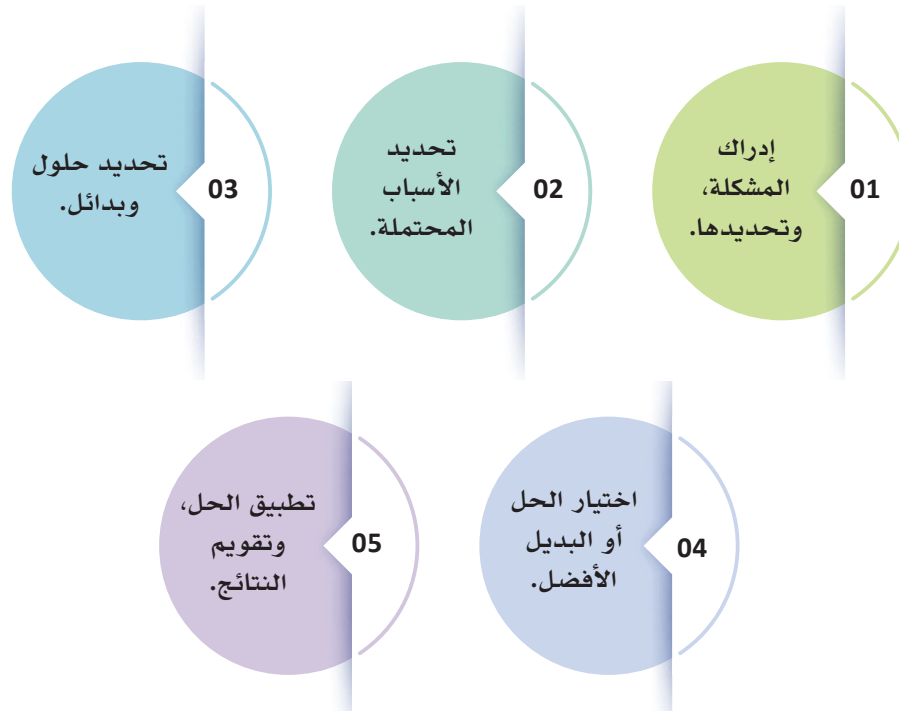 01
إدراك
المشكلة،
وتحديدها.
02
تحديد
الأسباب
المحتملة.
03
تحديد حلول
وبدائل.
04
اختيار الحل
أو البديل
الأفضل.
05
تطبيق الحل،
وتقويم
النتائج.